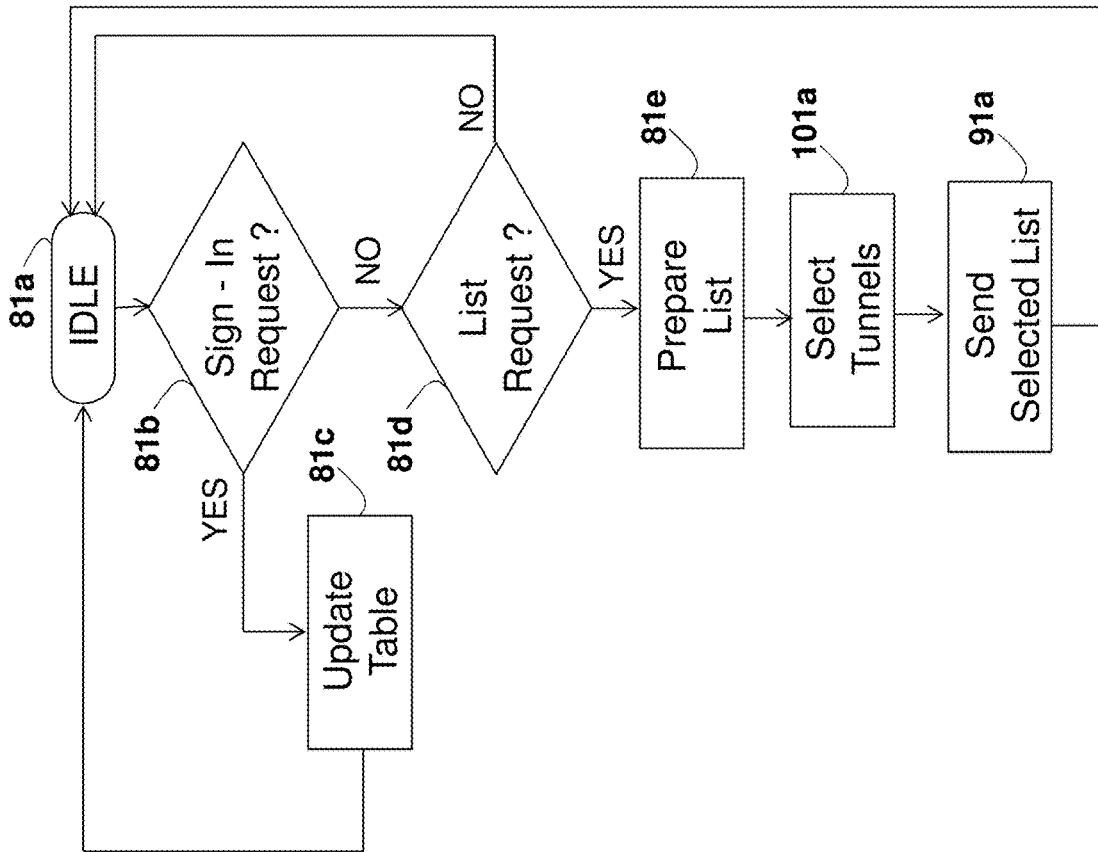 81a
IDLE
81b
Sign - In
Request ?
YES
NO
81c
Update
Table
81d
List
Request ?
NO
YES
81e
Prepare
List
101a
Select
Tunnels
91a
Send
Selected List